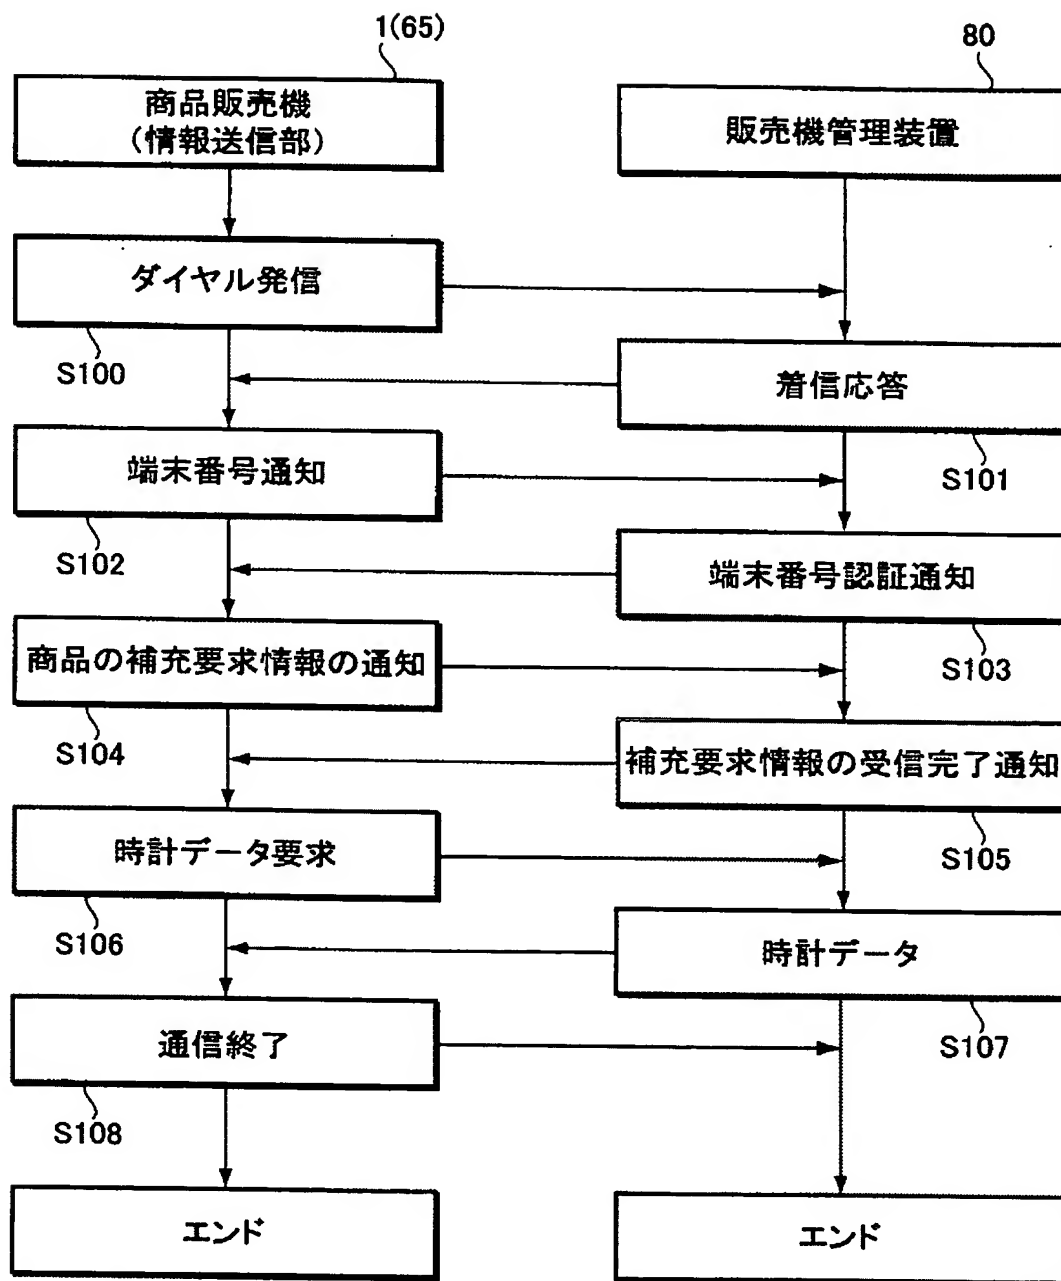 1(65)
80
商品販売機
(情報送信部)
販売機管理装置
ダイヤル発信
S100
着信応答
S101
端末番号通知
S102
端末番号認証通知
S103
商品の補充要求情報の通知
S104
補充要求情報の受信完了通知
S105
時計データ要求
S106
時計データ
S107
通信終了
S108
エンド
エンド